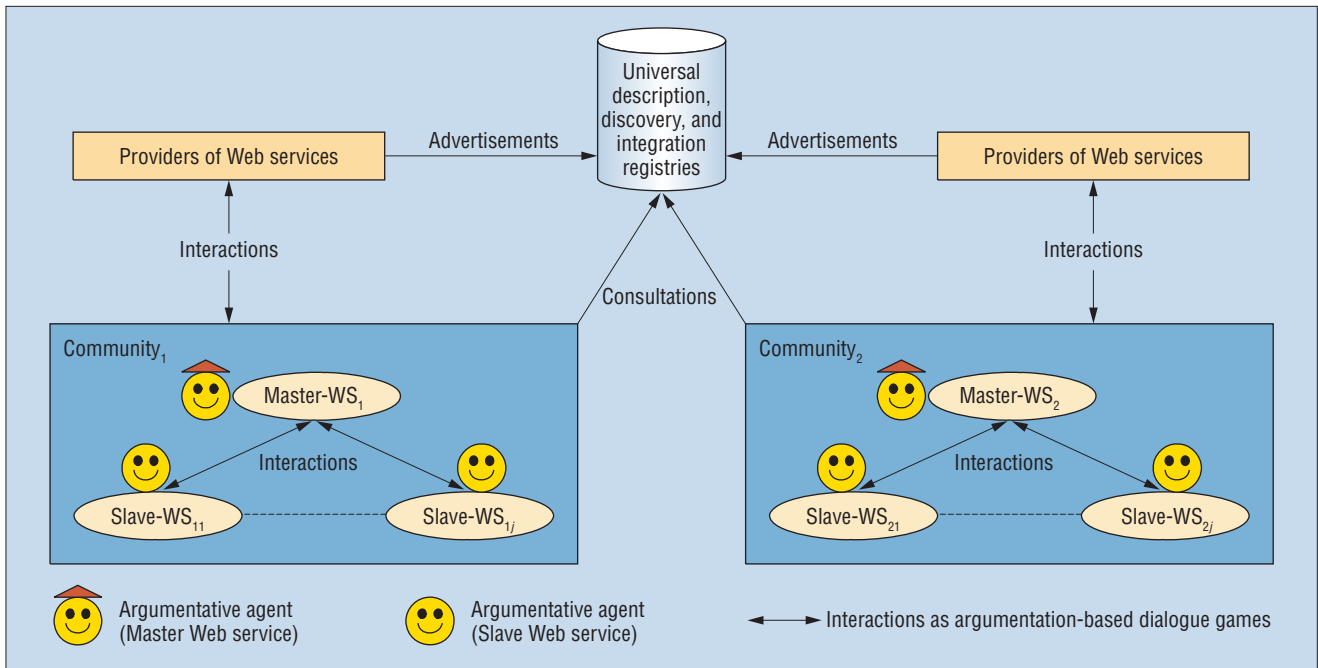 Universal
description,
discovery, and
integration
registries
Providers of Web services
Advertisements
Advertisements
Providers of Web services
Interactions
Interactions
Consultations
Community₁
Master-WS₁
Interactions
Slave-WS₁₁
Slave-WS₁ⱼ
Community₂
Master-WS₂
Interactions
Slave-WS₂₁
Slave-WS₂ⱼ
Argumentative agent
(Master Web service)
Argumentative agent
(Slave Web service)
Interactions as argumentation-based dialogue games